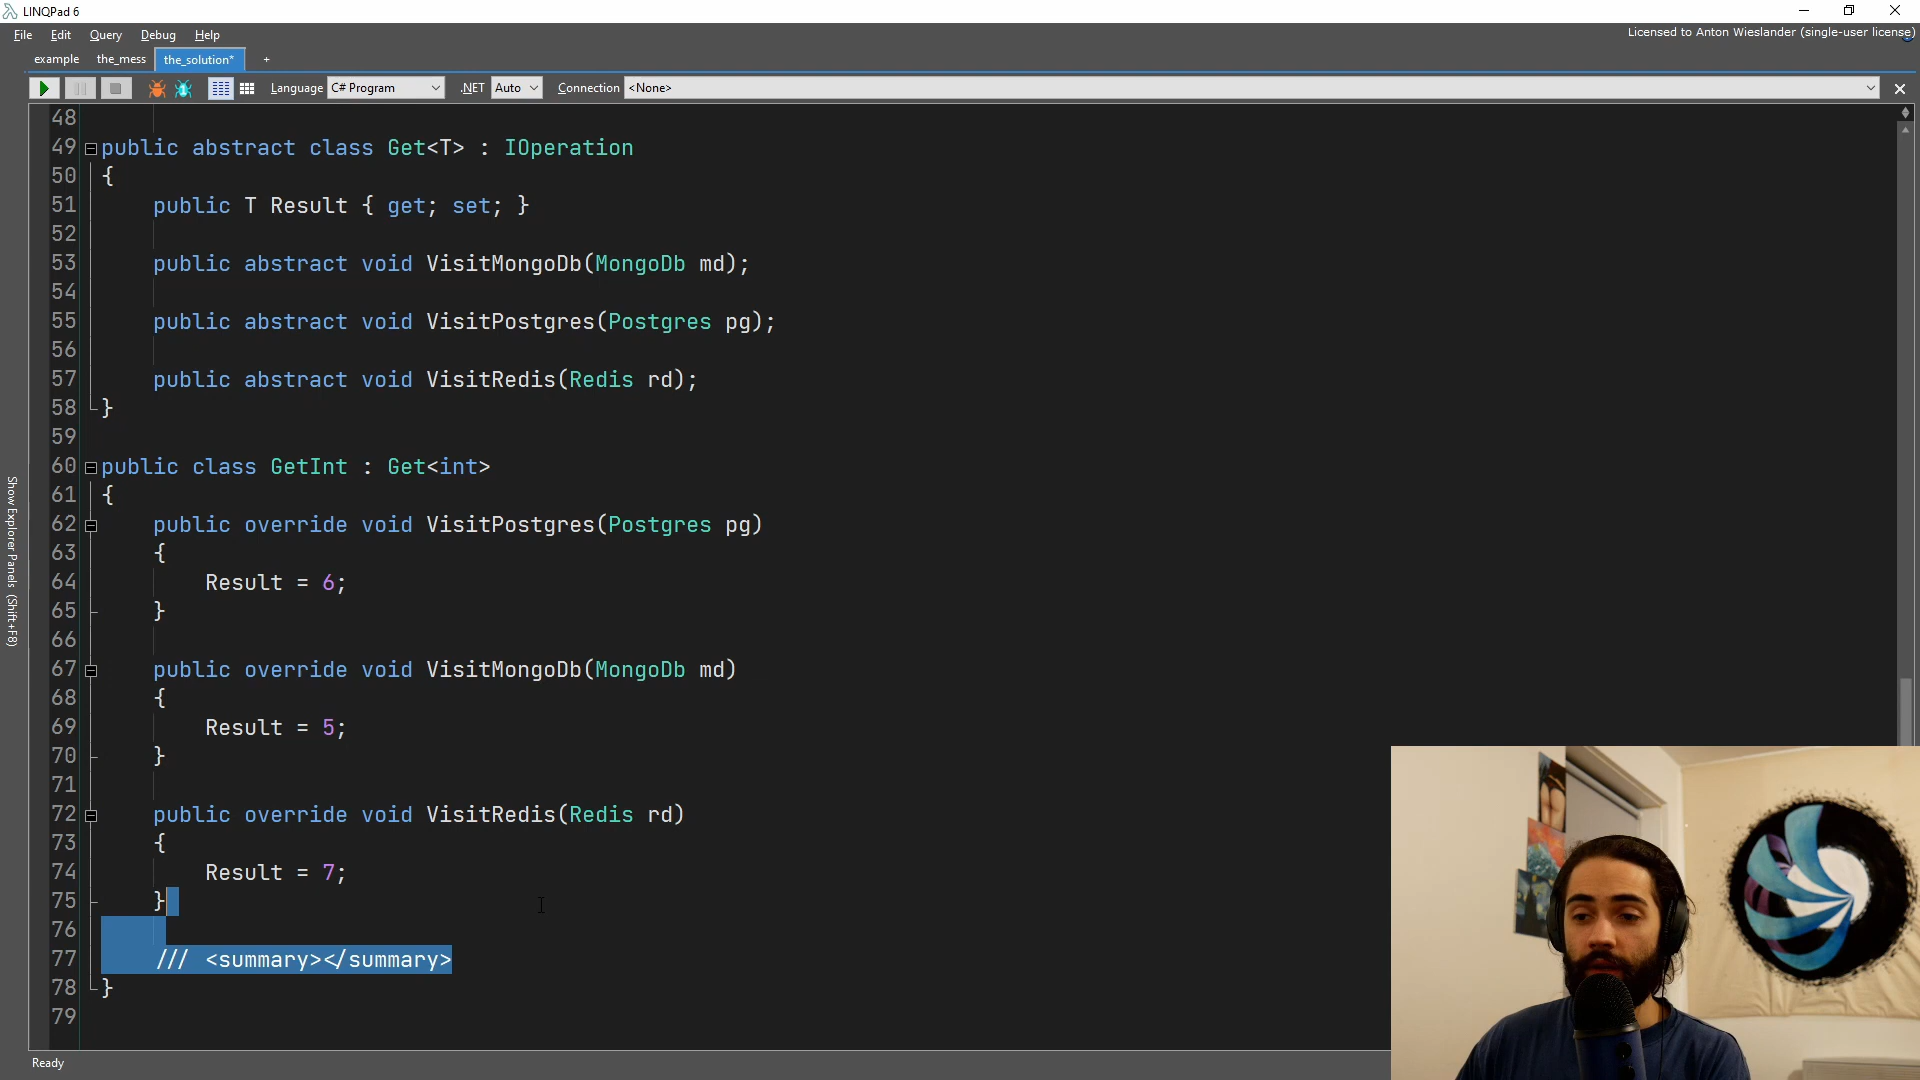 LINQPad 6
File Edit Query Debug Help
Licensed to Anton Wieslander (single-user license)
example the_mess the_solution* +
Language C# Program .NET Auto Connection <None>
48
49 public abstract class Get<T> : IOperation
50 {
51 public T Result { get; set; }
52
53 public abstract void VisitMongoDb(MongoDb md);
54
55 public abstract void VisitPostgres(Postgres pg);
56
57 public abstract void VisitRedis(Redis rd);
58 }
59
60 public class GetInt : Get<int>
61 {
62 public override void VisitPostgres(Postgres pg)
63 {
64 Result = 6;
65 }
66
67 public override void VisitMongoDb(MongoDb md)
68 {
69 Result = 5;
70 }
71
72 public override void VisitRedis(Redis rd)
73 {
74 Result = 7;
75 }
76
77 /// <summary></summary>
78 }
79
Show Explorer Panels (Shift+F8)
Ready